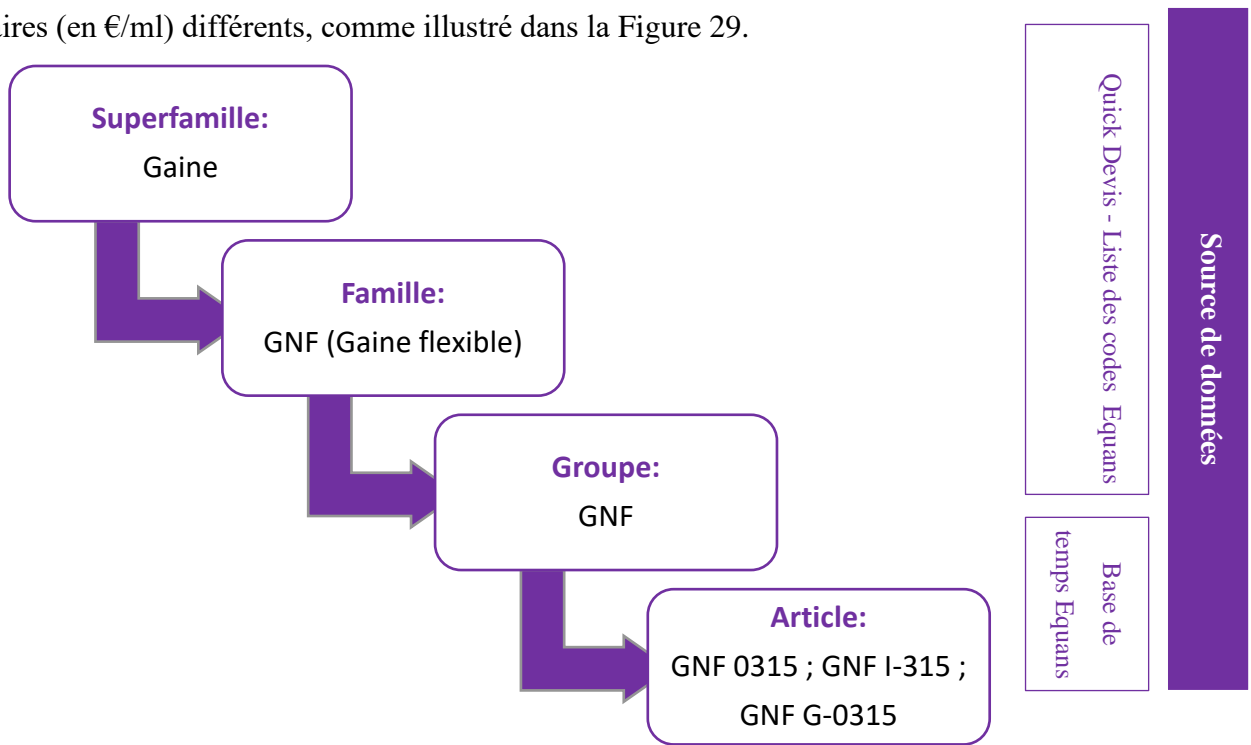 (en €/ml) différents, comme illustré dans la Figure 29.
Superfamille:
Gaine
Famille:
GNF (Gaine flexible)
Groupe:
GNF
Article:
GNF 0315 ; GNF I-315 ;
GNF G-0315
Quick Devis - Liste des codes Equans
Base de
temps Equans
Source de données